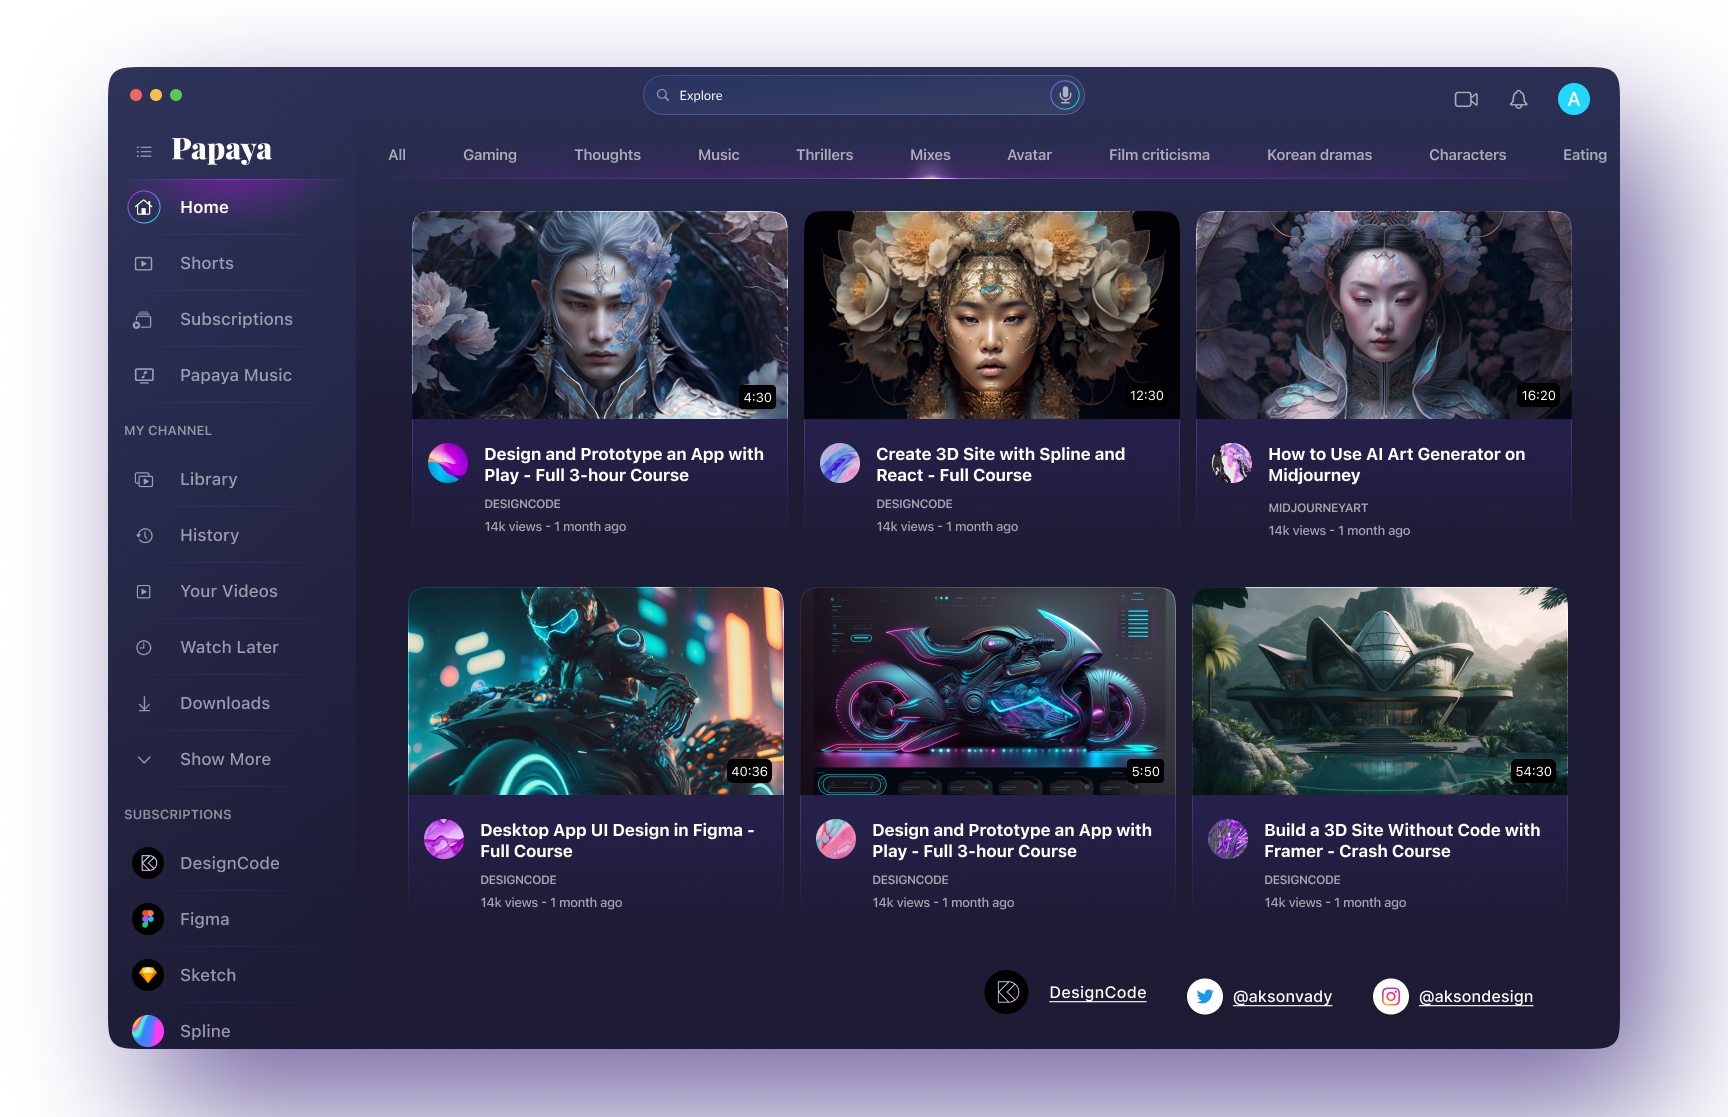 Explore
A
Papaya
All
Gaming
Thoughts
Music
Thrillers
Mixes
Avatar
Film criticisma
Korean dramas
Characters
Eating
Home
Shorts
Subscriptions
Papaya Music
MY CHANNEL
Library
History
Your Videos
Watch Later
Downloads
Show More
SUBSCRIPTIONS
DesignCode
Figma
Sketch
Spline
4:30
Design and Prototype an App with
Play - Full 3-hour Course
DESIGNCODE
14k views - 1 month ago
12:30
Create 3D Site with Spline and
React - Full Course
DESIGNCODE
14k views - 1 month ago
16:20
How to Use AI Art Generator on
Midjourney
MIDJOURNEYART
14k views - 1 month ago
40:36
Desktop App UI Design in Figma -
Full Course
DESIGNCODE
14k views - 1 month ago
5:50
Design and Prototype an App with
Play - Full 3-hour Course
DESIGNCODE
14k views - 1 month ago
54:30
Build a 3D Site Without Code with
Framer - Crash Course
DESIGNCODE
14k views - 1 month ago
DesignCode
@aksonvady
@aksondesign